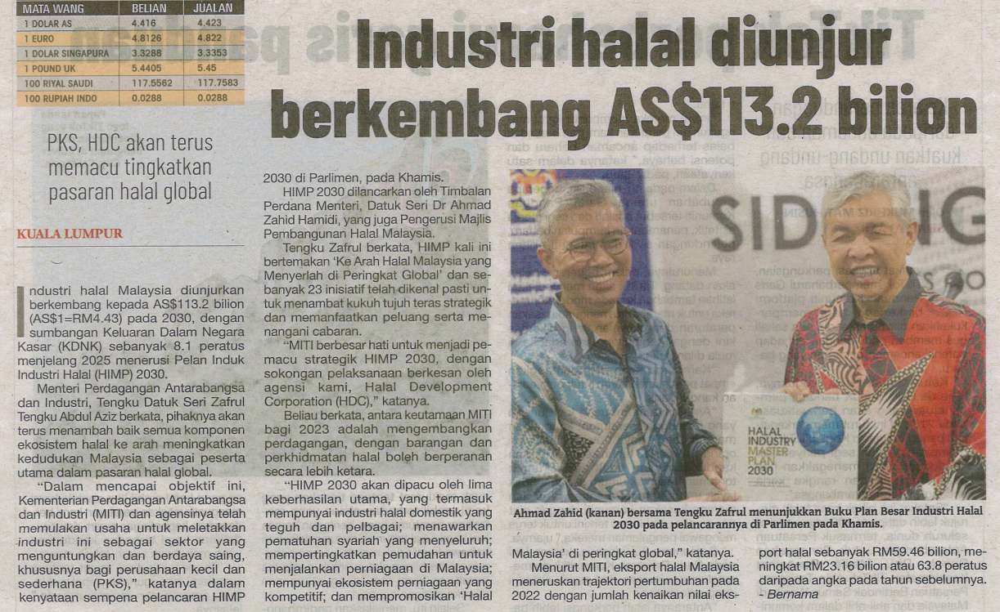 MATA WANG BELIAN JUALAN
1 DOLAR AS 4.416 4.423
1 EURO 4.8126 4.822
1 DOLAR SINGAPURA 3.3288 3.3353
1 POUND UK 5.4405 5.45
100 RIYAL SAUDI 117.5562 117.7583
100 RUPIAH INDO 0.0288 0.0288
Industri halal diunjur
berkembang AS$113.2 bilion
PKS, HDC akan terus
memacu tingkatkan
pasaran halal global
KUALA LUMPUR
Industri halal Malaysia diunjurkan
berkembang kepada AS$113.2 bilion
(AS$1=RM4.43) pada 2030, dengan
sumbangan Keluaran Dalam Negara
Kasar (KDNK) sebanyak 8.1 peratus
menjelang 2025 menerusi Pelan Induk
Industri Halal (HIMP) 2030.
Menteri Perdagangan Antarabangsa
dan Industri, Tengku Datuk Seri Zafrul
Tengku Abdul Aziz berkata, pihaknya akan
terus menambah baik semua komponen
ekosistem halal ke arah meningkatkan
kedudukan Malaysia sebagai peserta
utama dalam pasaran halal global.
“Dalam mencapai objektif ini,
Kementerian Perdagangan Antarabangsa
dan Industri (MITI) dan agensinya telah
memulakan usaha untuk meletakkan
industri ini sebagai sektor yang
menguntungkan dan berdaya saing,
khususnya bagi perusahaan kecil dan
sederhana (PKS),” katanya dalam
kenyataan sempena pelancaran HIMP
2030 di Parlimen, pada Khamis.
HIMP 2030 dilancarkan oleh Timbalan
Perdana Menteri, Datuk Seri Dr Ahmad
Zahid Hamidi, yang juga Pengerusi Majlis
Pembangunan Halal Malaysia.
Tengku Zafrul berkata, HIMP kali ini
bertemakan ‘Ke Arah Halal Malaysia yang
Menyerlah di Peringkat Global’ dan se-
banyak 23 inisiatif telah dikenal pasti un-
tuk menambat kukuh tujuh teras strategik
dan memanfaatkan peluang serta me-
nangani cabaran.
“MITI berbesar hati untuk menjadi pe-
macu strategik HIMP 2030, dengan
sokongan pelaksanaan berkesan oleh
agensi kami, Halal Development
Corporation (HDC),” katanya.
Beliau berkata, antara keutamaan MITI
bagi 2023 adalah mengembangkan
perdagangan, dengan barangan dan
perkhidmatan halal boleh berperanan
secara lebih ketara.
“HIMP 2030 akan dipacu oleh lima
keberhasilan utama, yang termasuk
mempunyai industri halal domestik yang
teguh dan pelbagai; menawarkan
pematuhan syariah yang menyeluruh;
mempertingkatkan pemudahan untuk
menjalankan perniagaan di Malaysia;
mempunyai ekosistem perniagaan yang
kompetitif; dan mempromosikan ‘Halal
SIDANG
HALAL
INDUSTRY
MASTER
PLAN
2030
Ahmad Zahid (kanan) bersama Tengku Zafrul menunjukkan Buku Plan Besar Industri Halal
2030 pada pelancarannya di Parlimen pada Khamis.
Malaysia’ di peringkat global,” katanya.
Menurut MITI, eksport halal Malaysia
meneruskan trajektori pertumbuhan pada
2022 dengan jumlah kenaikan nilai eks-
port halal sebanyak RM59.46 bilion, me-
ningkat RM23.16 bilion atau 63.8 peratus
daripada angka pada tahun sebelumnya.
- Bernama